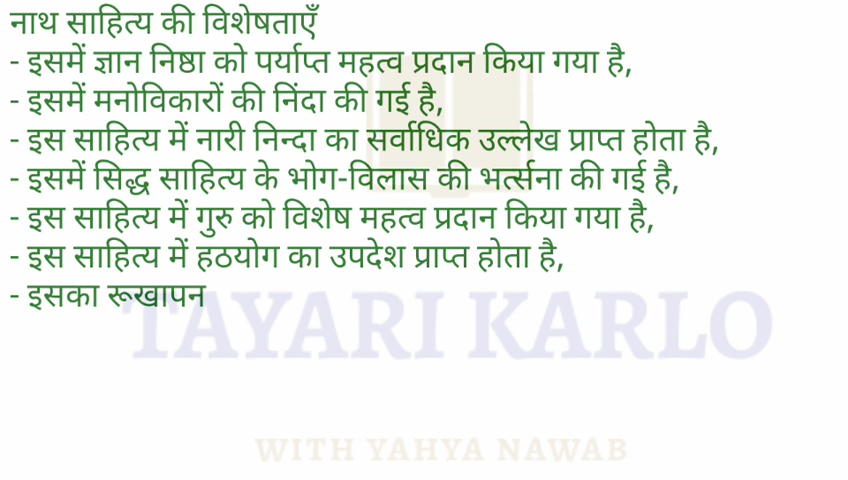 नाथ साहित्य की विशेषताएँ
- इसमें ज्ञान निष्ठा को पर्याप्त महत्व प्रदान किया गया है,
- इसमें मनोविकारों की निंदा की गई है,
- इस साहित्य में नारी निन्दा का सर्वाधिक उल्लेख प्राप्त होता है,
- इसमें सिद्ध साहित्य के भोग-विलास की भर्त्सना की गई है,
- इस साहित्य में गुरु को विशेष महत्व प्रदान किया गया है,
- इस साहित्य में हठयोग का उपदेश प्राप्त होता है,
- इसका रूखापन
TAYARI KARLO
WITH YAHYA NAWAB